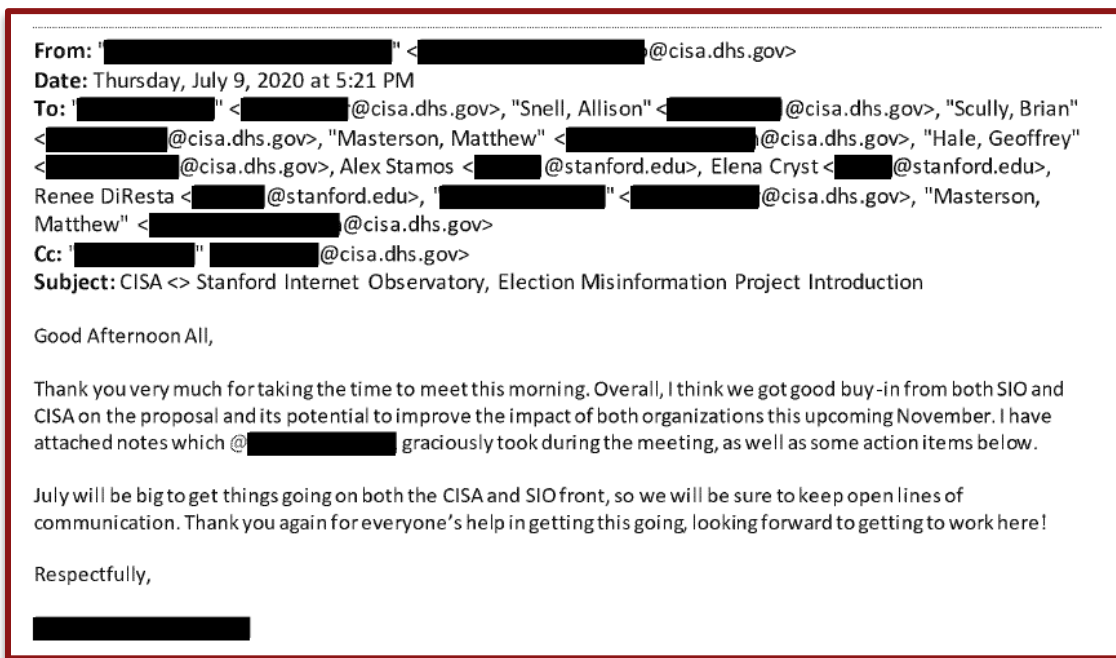 From: "" <@cisa.dhs.gov>
Date: Thursday, July 9, 2020 at 5:21 PM
To: "" <@cisa.dhs.gov>, "Snell, Allison" <@cisa.dhs.gov>, "Scully, Brian"
<@cisa.dhs.gov>, "Masterson, Matthew" <@cisa.dhs.gov>, "Hale, Geoffrey"
<@cisa.dhs.gov>, Alex Stamos <@stanford.edu>, Elena Cryst <@stanford.edu>,
Renee DiResta <@stanford.edu>, "" <@cisa.dhs.gov>, "Masterson,
Matthew" <@cisa.dhs.gov>
Cc: "" @cisa.dhs.gov>
Subject: CISA <> Stanford Internet Observatory, Election Misinformation Project Introduction
Good Afternoon All,
Thank you very much for taking the time to meet this morning. Overall, I think we got good buy-in from both SIO and
CISA on the proposal and its potential to improve the impact of both organizations this upcoming November. I have
attached notes which @ graciously took during the meeting, as well as some action items below.
July will be big to get things going on both the CISA and SIO front, so we will be sure to keep open lines of
communication. Thank you again for everyone's help in getting this going, looking forward to getting to work here!
Respectfully,